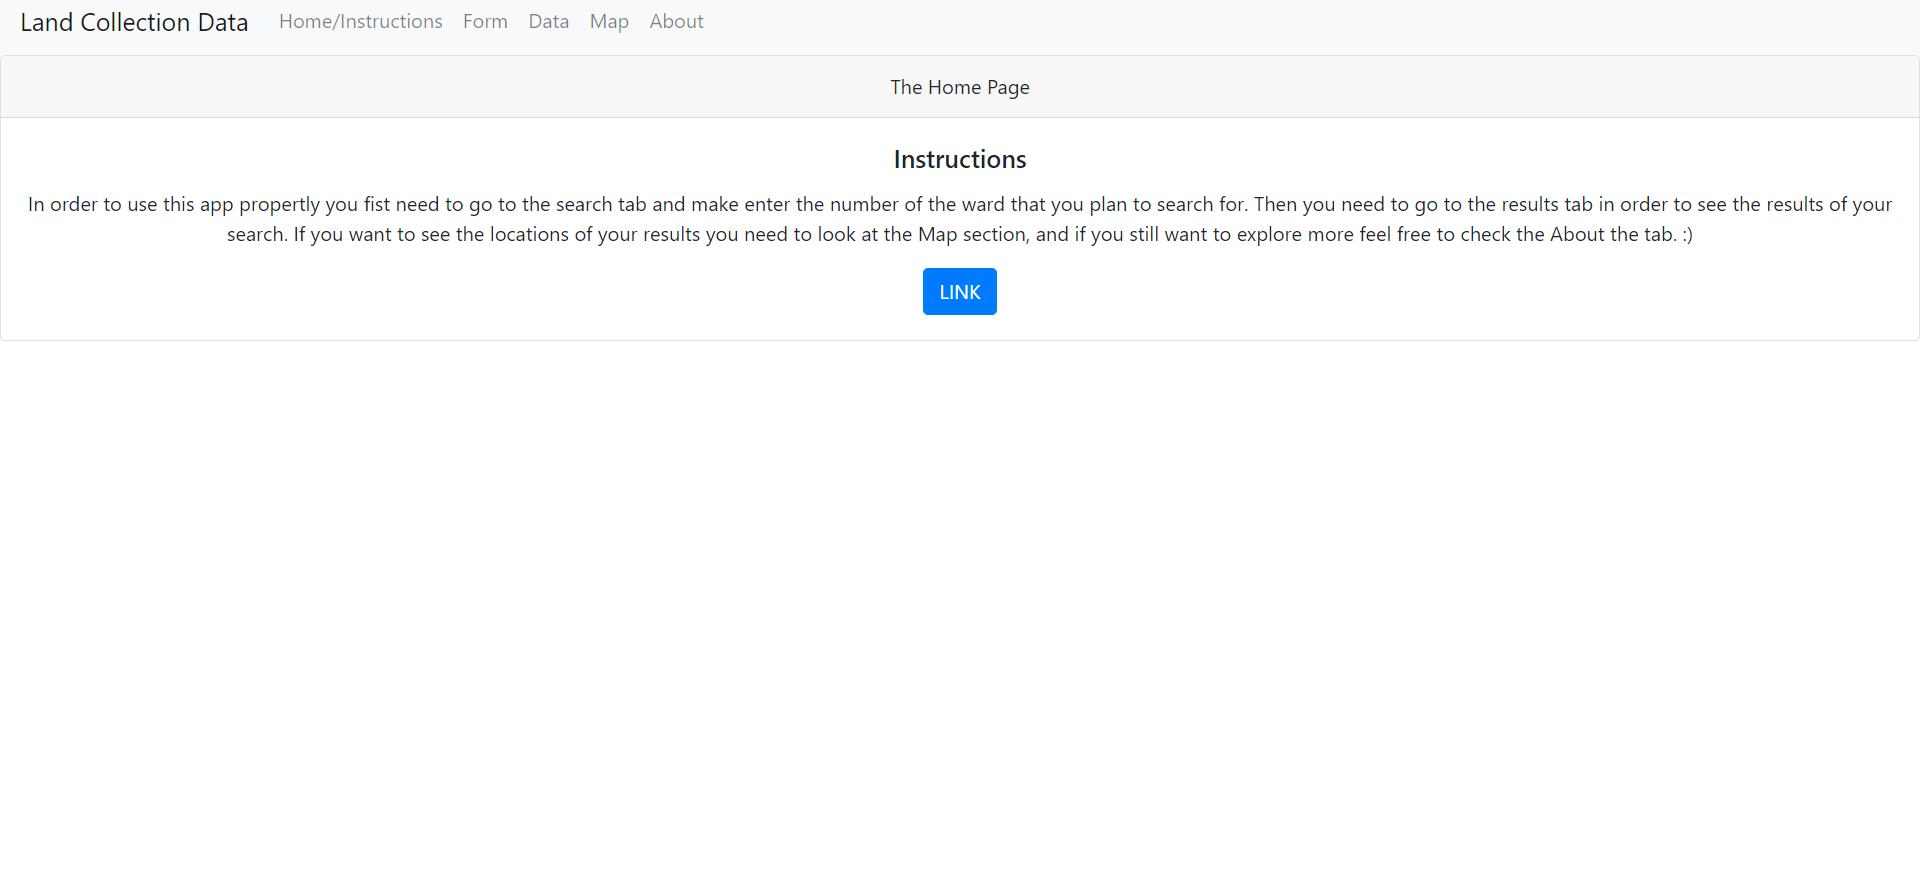 Land Collection Data Home/Instructions Form Data Map About
The Home Page
Instructions
In order to use this app propertly you fist need to go to the search tab and make enter the number of the ward that you plan to search for. Then you need to go to the results tab in order to see the results of your
search. If you want to see the locations of your results you need to look at the Map section, and if you still want to explore more feel free to check the About the tab. :)
LINK